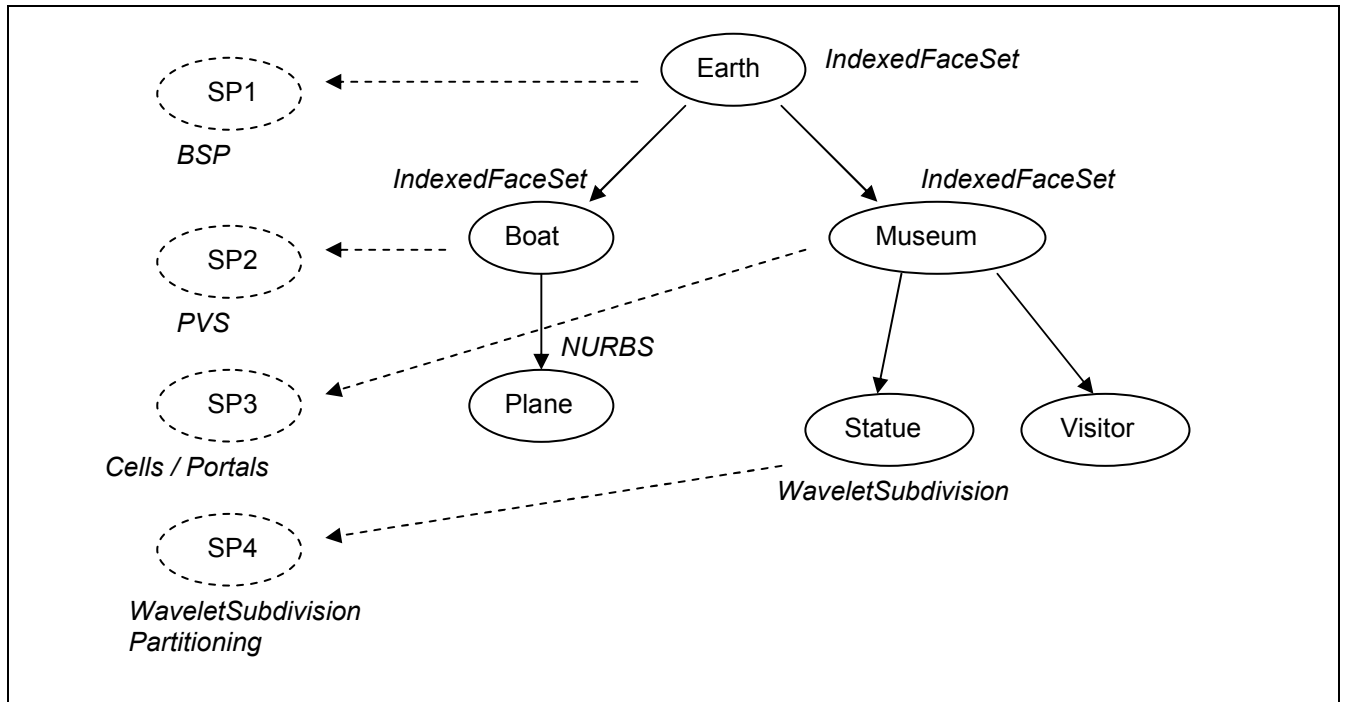 Earth
IndexedFaceSet
SP1
BSP
IndexedFaceSet
IndexedFaceSet
Boat
Museum
SP2
PVS
NURBS
SP3
Plane
Statue
Visitor
Cells / Portals
WaveletSubdivision
SP4
WaveletSubdivision
Partitioning